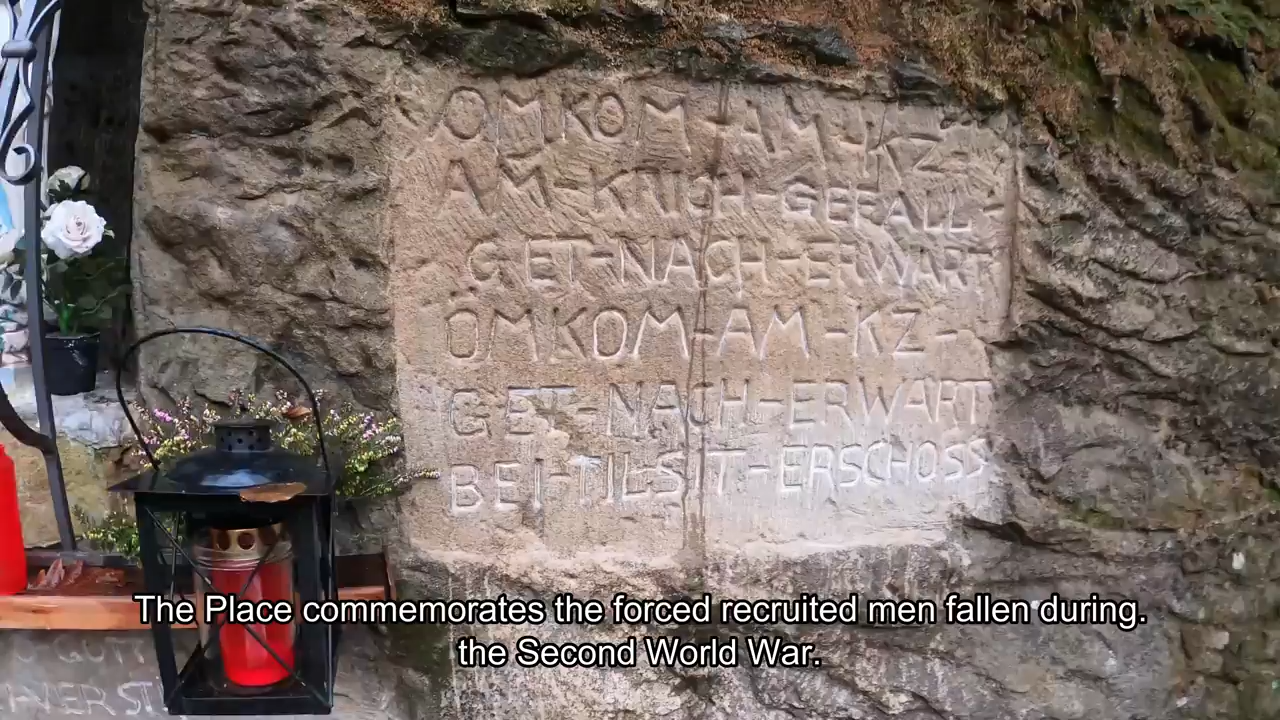 OMKOM-AM-KZ-
AM-KNICH-GEFALL-
GET-NACH-ERWART
ÖMKOM-AM-KZ-
GET-NACH-ERWART
BEI-TILSIT-ERSCHOSS
GOTT
The Place commemorates the forced recruited men fallen during.
the Second World War.